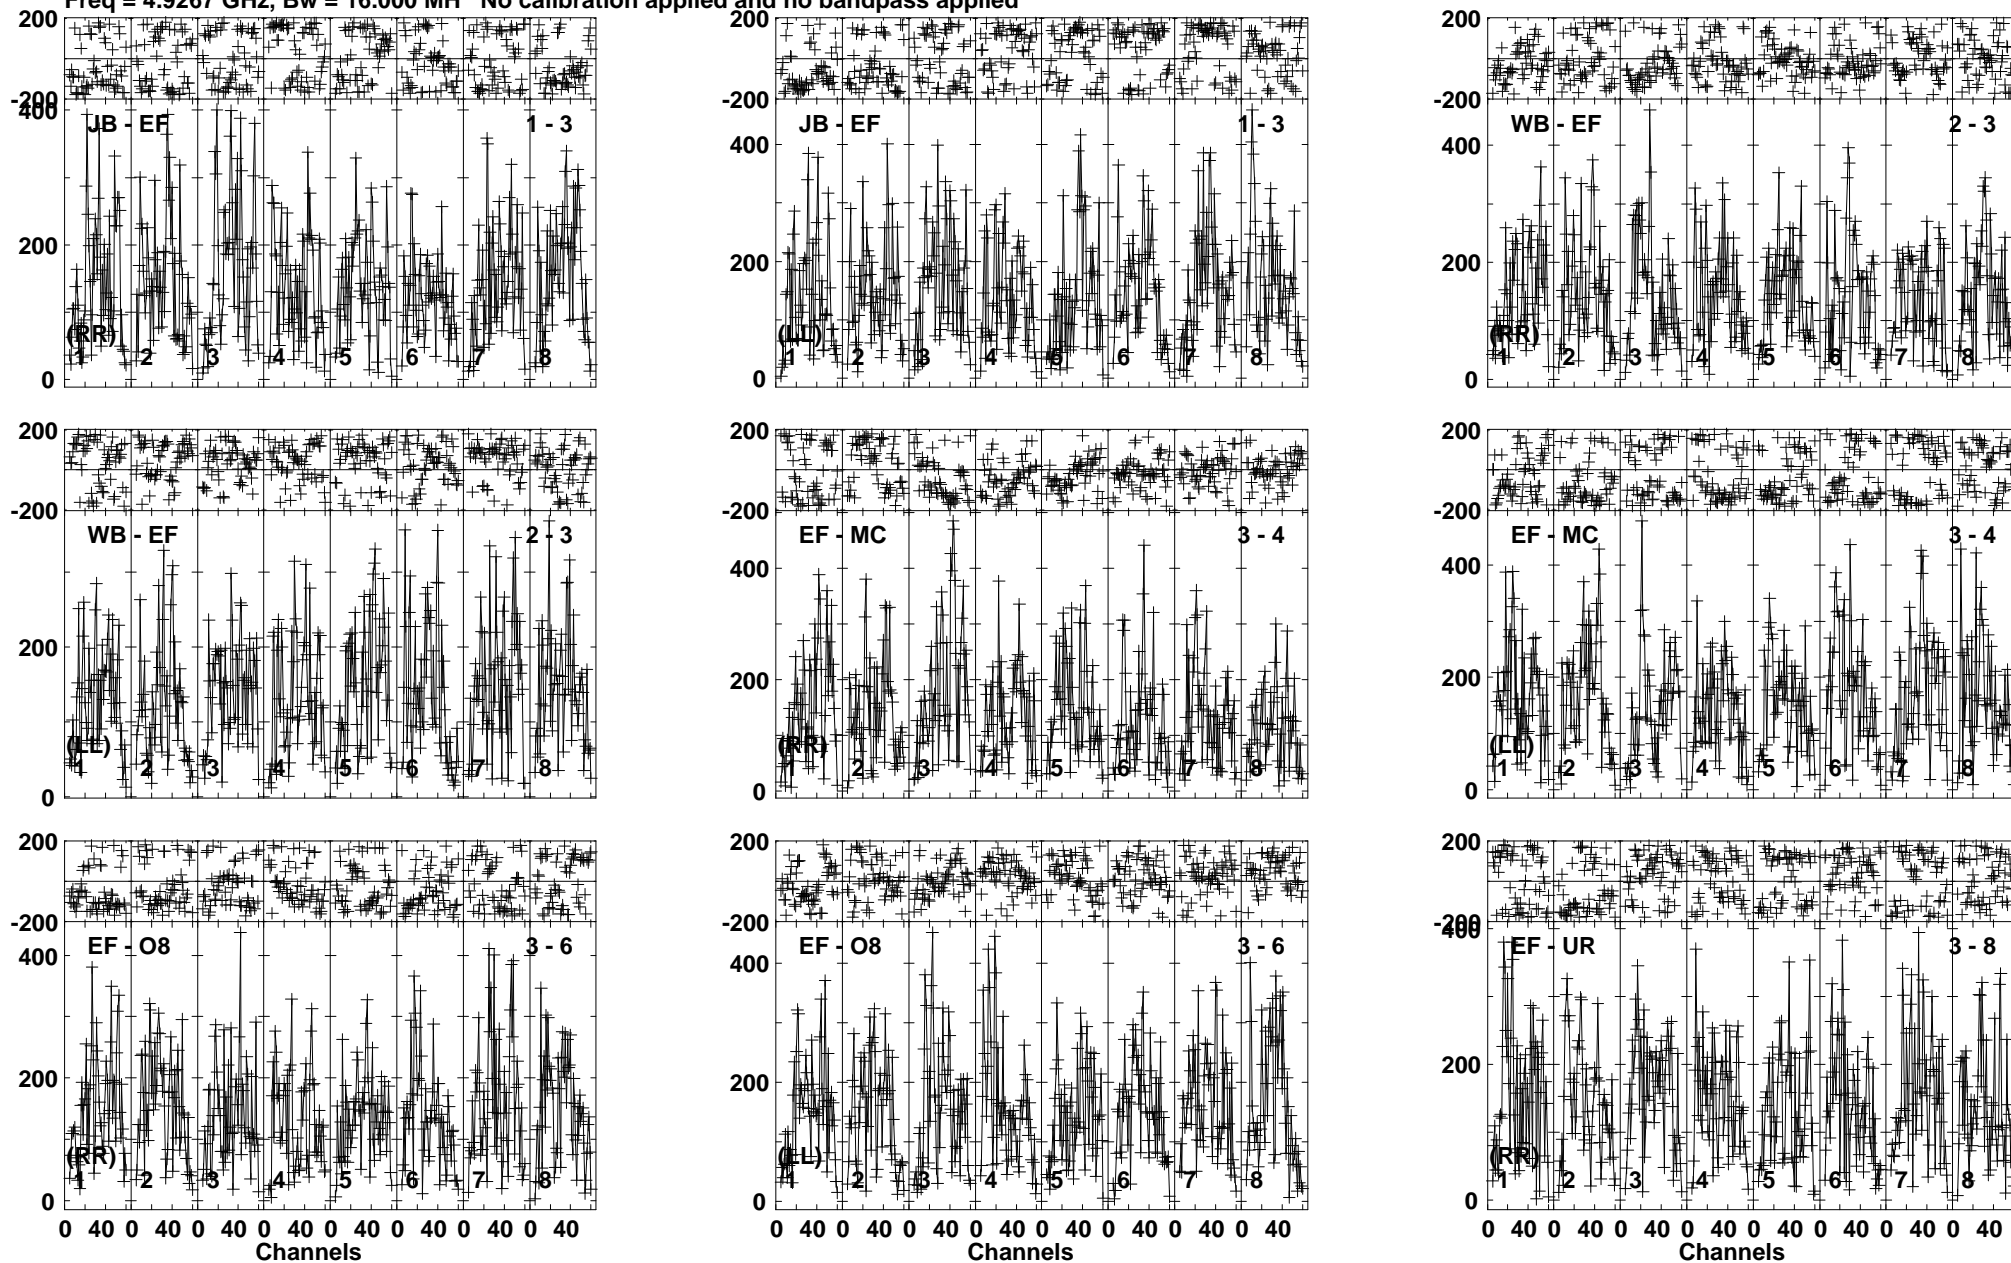 Freq = 4.9267 GHz, Bw = 16.000 MH No calibration applied and no bandpass applied
200 200 200
-200 -200 -200
400 JB - EF 1 - 3 JB - EF 1 - 3 WB - EF 2 - 3
400 400
200 200 200
(RR) (LL) (RR)
1 2 3 4 5 6 7 8 1 2 3 4 5 6 7 8 1 2 3 4 5 6 7 8
0 0 0
200 200 200
-200 -200 -200
WB - EF 2 - 3 EF - MC 3 - 4 EF - MC 3 - 4
400 400
200 200 200
(LL) (RR) (LL)
1 2 3 4 5 6 7 8 1 2 3 4 5 6 7 8 1 2 3 4 5 6 7 8
0 0 0
200 200 200
-200 -200 -200
400 EF - O8 3 - 6 EF - O8 3 - 6 400 EF - UR 3 - 8
400
200 200 200
(RR) (LL) (RR)
1 2 3 4 5 6 7 8 1 2 3 4 5 6 7 8 1 2 3 4 5 6 7 8
0 0 0
0 40 0 40 0 40 0 40 0 40 0 40 0 40 0 40 0 40 0 40 0 40 0 40 0 40 0 40 0 40 0 40 0 40 0 40 0 40 0 40 0 40 0 40 0 40 0 40
Channels Channels Channels